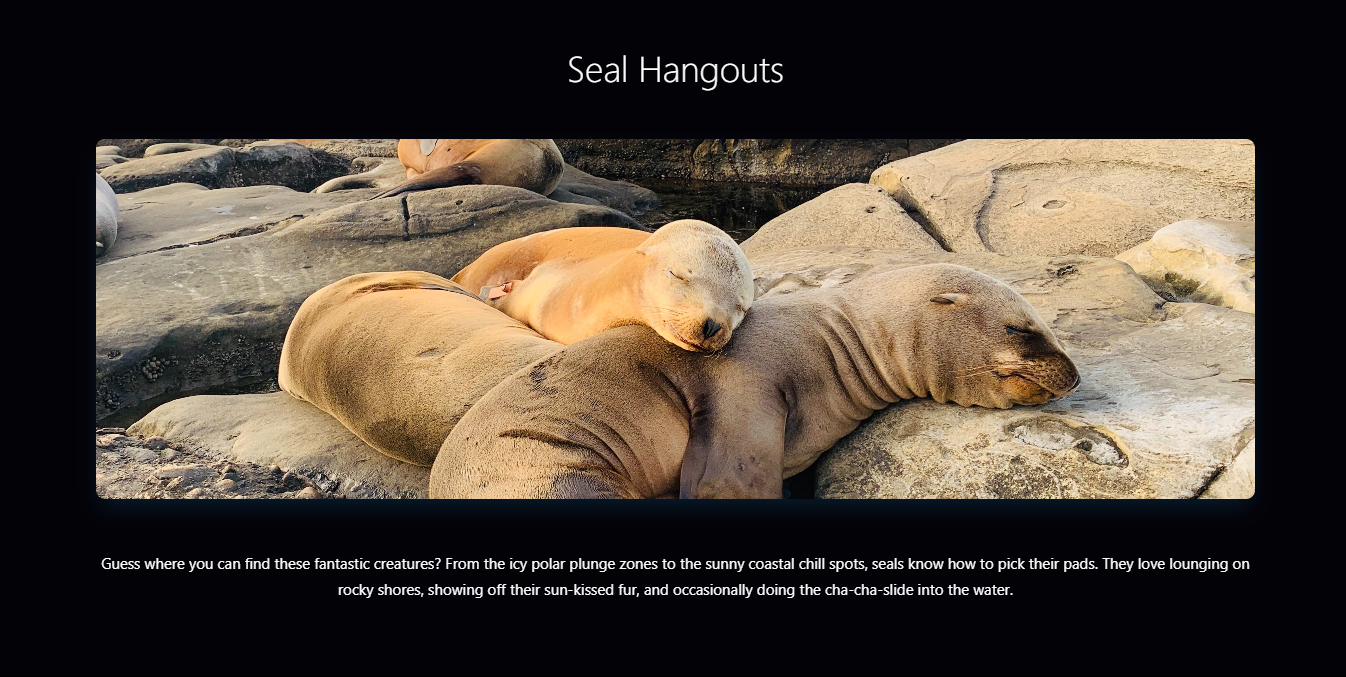 Seal Hangouts
Guess where you can find these fantastic creatures? From the icy polar plunge zones to the sunny coastal chill spots, seals know how to pick their pads. They love lounging on
rocky shores, showing off their sun-kissed fur, and occasionally doing the cha-cha-slide into the water.